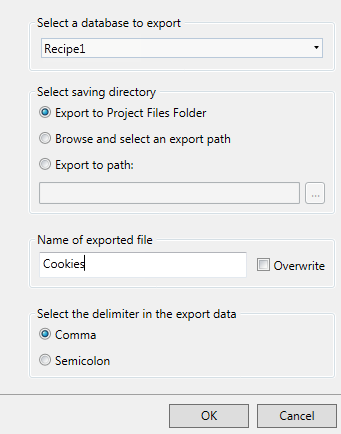 Select a database to export
Recipe1
Select saving directory
Export to Project Files Folder
Browse and select an export path
Export to path:
...
Name of exported file
Cookies
Overwrite
Select the delimiter in the export data
Comma
Semicolon
OK
Cancel